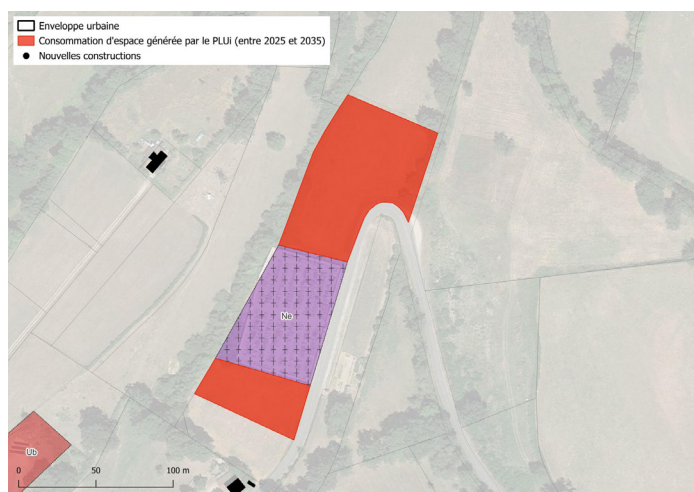 Enveloppe urbaine
Consommation d'espace générée par le PLUi (entre 2025 et 2035)
Nouvelles constructions
Ne
Ub
0 50 100 m